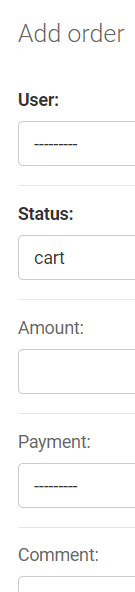 Add order
User:
---------
Status:
cart
Amount:
Payment:
---------
Comment: